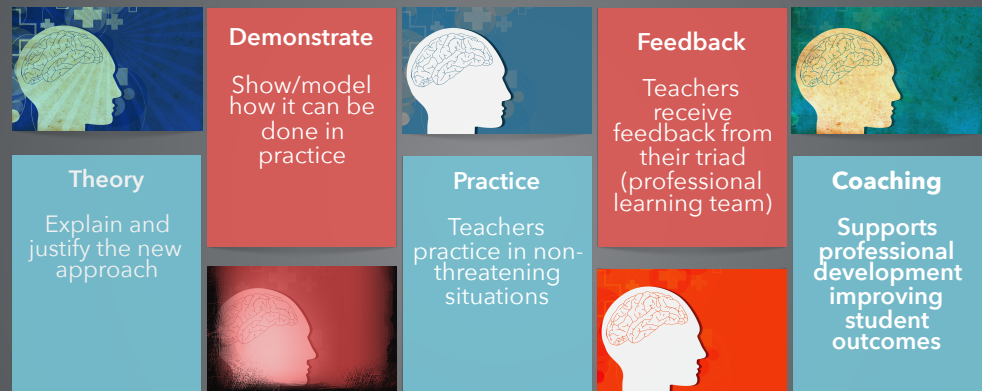 Theory
Explain and
justify the new
approach
Demonstrate
Show/model
how it can be
done in
practice
Practice
Teachers
practice in non-
threatening
situations
Feedback
Teachers
receive
feedback from
their triad
(professional
learning team)
Coaching
Supports
professional
development
improving
student
outcomes